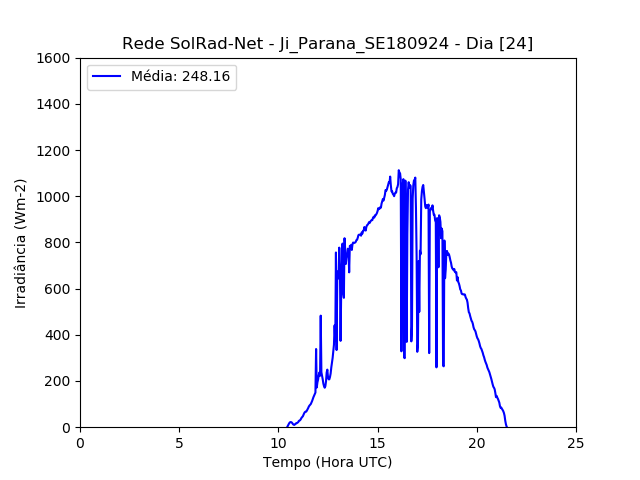 Rede SolRad-Net - Ji_Parana_SE180924 - Dia [24]
Média: 248.16
Irradiância (Wm-2)
1600
1400
1200
1000
800
600
400
200
0
0 5 10 15 20 25
Tempo (Hora UTC)